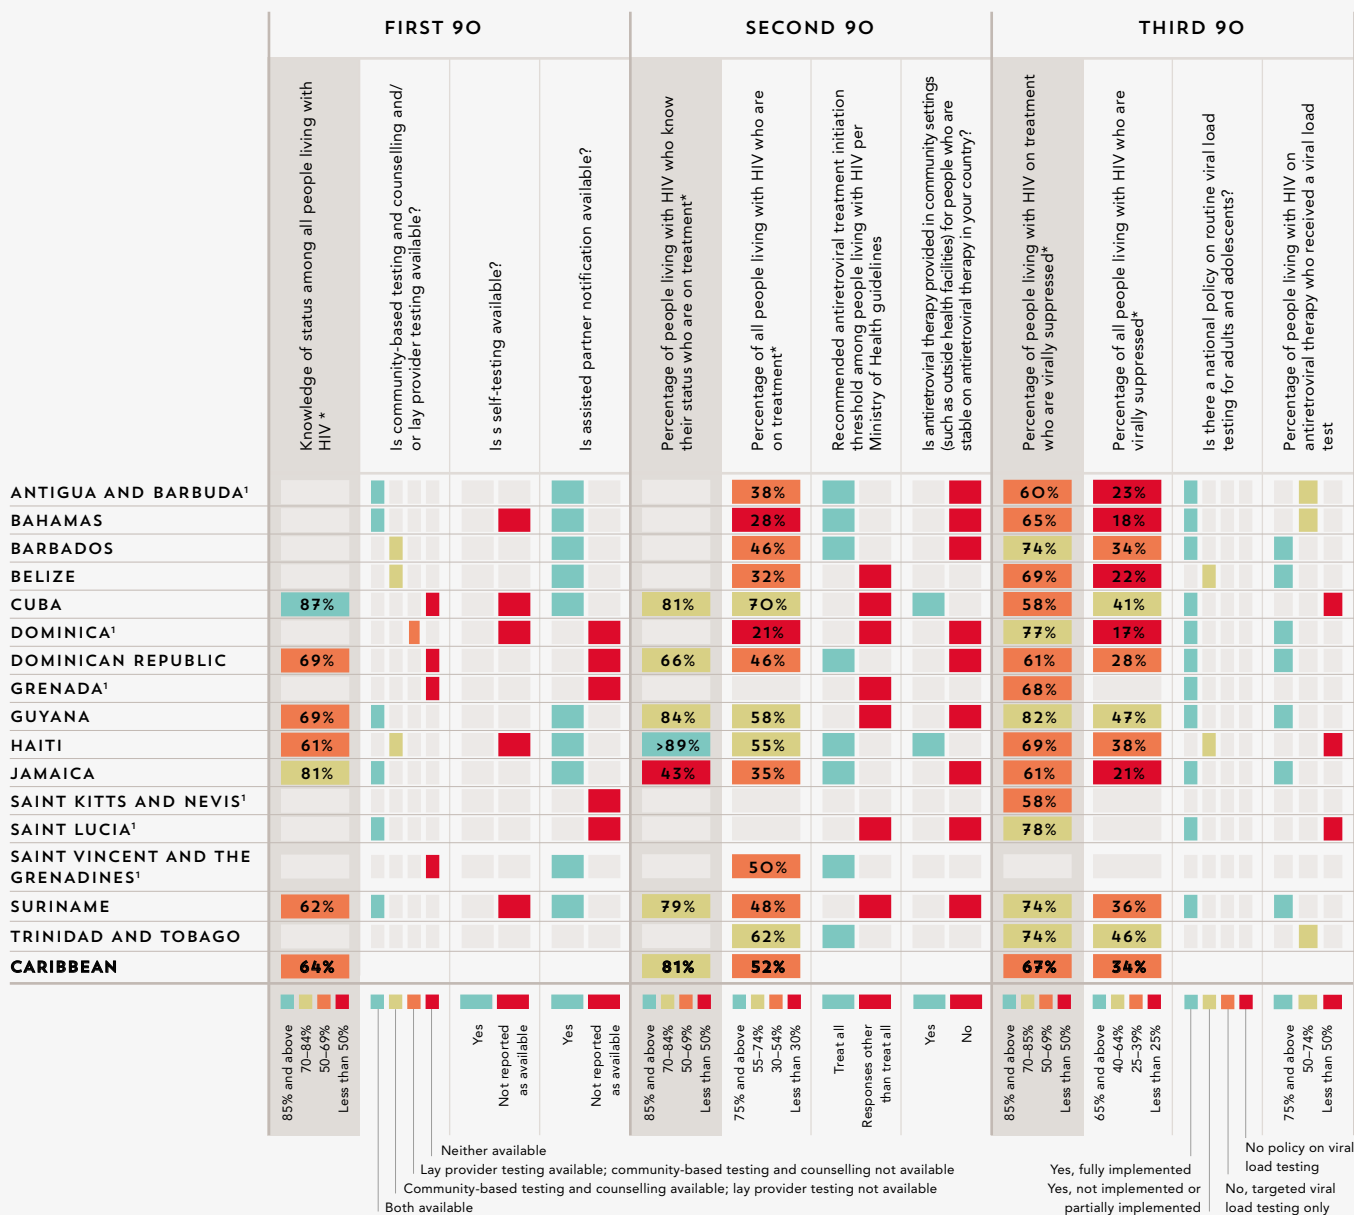 FIRST 90
SECOND 90
THIRD 90
Knowledge of status among all people living with
HIV *
Is community-based testing and counselling and/
or lay provider testing available?
Is s self-testing available?
Is assisted partner notification available?
Percentage of people living with HIV who know
their status who are on treatment*
Percentage of all people living with HIV who are
on treatment*
Recommended antiretroviral treatment initiation
threshold among people living with HIV per
Ministry of Health guidelines
Is antiretroviral therapy provided in community settings
(such as outside health facilities) for people who are
stable on antiretroviral therapy in your country?
Percentage of people living with HIV on treatment
who are virally suppressed*
Percentage of all people living with HIV who are
virally suppressed*
Is there a national policy on routine viral load
testing for adults and adolescents?
Percentage of people living with HIV on
antiretroviral therapy who received a viral load
test
ANTIGUA AND BARBUDA¹ 38% 60% 23%
BAHAMAS 28% 65% 18%
BARBADOS 46% 74% 34%
BELIZE 32% 69% 22%
CUBA 87% 81% 70% 58% 41%
DOMINICA¹ 21% 77% 17%
DOMINICAN REPUBLIC 69% 66% 46% 61% 28%
GRENADA¹ 68%
GUYANA 69% 84% 58% 82% 47%
HAITI 61% >89% 55% 69% 38%
JAMAICA 81% 43% 35% 61% 21%
SAINT KITTS AND NEVIS¹ 58%
SAINT LUCIA¹ 78%
SAINT VINCENT AND THE
GRENADINES¹ 50%
SURINAME 62% 79% 48% 74% 36%
TRINIDAD AND TOBAGO 62% 74% 46%
CARIBBEAN 64% 81% 52% 67% 34%
85% and above
70–84%
50–69%
Less than 50%
Yes
Not reported
as available
Yes
Not reported
as available
85% and above
70–84%
50–69%
Less than 50%
75% and above
55–74%
30–54%
Less than 30%
Treat all
Responses other
than treat all
Yes
No
85% and above
70–85%
50–69%
Less than 50%
65% and above
40–64%
25–39%
Less than 25%
75% and above
50–74%
Less than 50%
Neither available
Lay provider testing available; community-based testing and counselling not available
Community-based testing and counselling available; lay provider testing not available
Both available
Yes, fully implemented
Yes, not implemented or
partially implemented
No policy on viral
load testing
No, targeted viral
load testing only